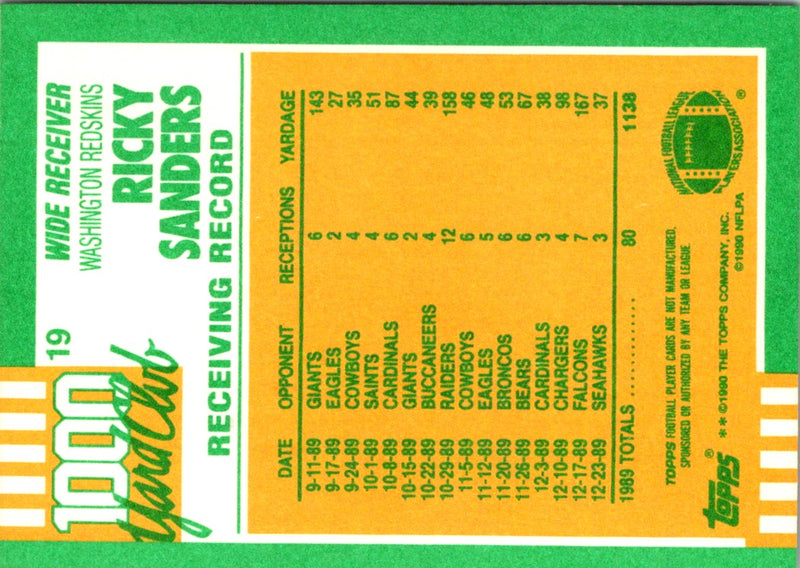 1000
Yard Club
19
WIDE RECEIVER
WASHINGTON REDSKINS
RICKY
SANDERS
RECEIVING RECORD
DATE OPPONENT RECEPTIONS YARDAGE
9-11-89 GIANTS 6 143
9-17-89 EAGLES 2 27
9-24-89 COWBOYS 4 35
10-1-89 SAINTS 4 51
10-8-89 CARDINALS 6 87
10-15-89 GIANTS 2 44
10-22-89 BUCCANEERS 4 39
10-29-89 RAIDERS 12 158
11-5-89 COWBOYS 6 46
11-12-89 EAGLES 5 48
11-20-89 BRONCOS 6 53
11-26-89 BEARS 6 67
12-3-89 CARDINALS 3 38
12-10-89 CHARGERS 4 98
12-17-89 FALCONS 7 167
12-23-89 SEAHAWKS 3 37
1989 TOTALS .............. 80 1138
TOPPS FOOTBALL PLAYER CARDS ARE NOT MANUFACTURED,
SPONSORED OR AUTHORIZED BY ANY TEAM OR LEAGUE
TOPPS ® * * ©1990 THE TOPPS COMPANY, INC.
©1990 NFLPA
NATIONAL FOOTBALL LEAGUE
PLAYERS ASSOCIATION ®